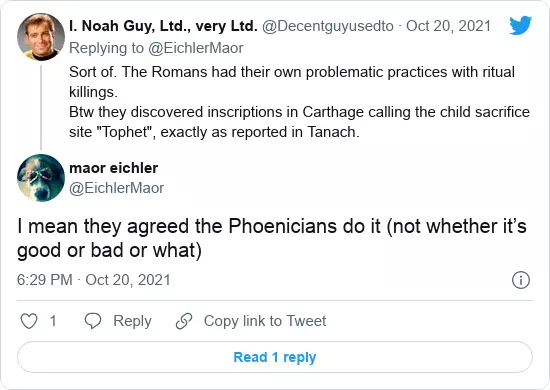 I. Noah Guy, Ltd., very Ltd. @Decentguyusedto · Oct 20, 2021
Replying to @EichlerMaor
Sort of. The Romans had their own problematic practices with ritual
killings.
Btw they discovered inscriptions in Carthage calling the child sacrifice
site "Tophet", exactly as reported in Tanach.
maor eichler
@EichlerMaor
I mean they agreed the Phoenicians do it (not whether it’s
good or bad or what)
6:29 PM · Oct 20, 2021
1 Reply Copy link to Tweet
Read 1 reply